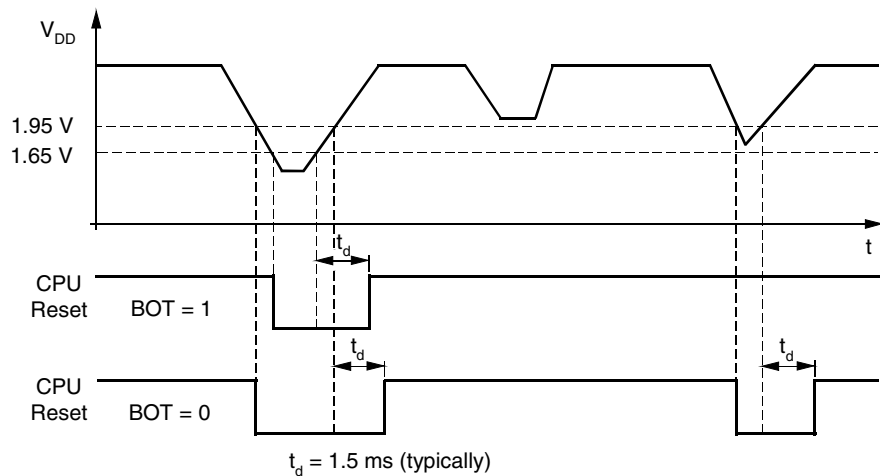 V_DD
1.95 V
1.65 V
t
t_d
CPU
Reset
BOT = 1
t_d
t_d
CPU
Reset
BOT = 0
t_d = 1.5 ms (typically)